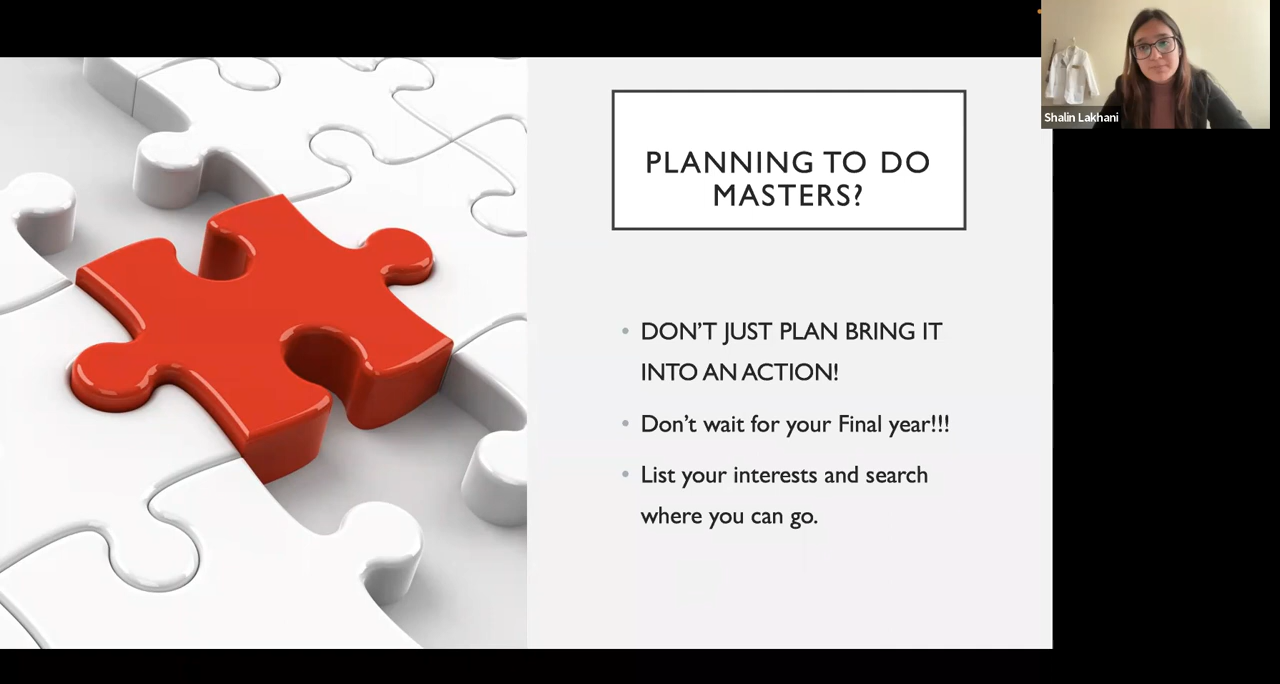 Shalin Lakhani
PLANNING TO DO
MASTERS?
• DON'T JUST PLAN BRING IT
INTO AN ACTION!
• Don't wait for your Final year!!!
• List your interests and search
where you can go.